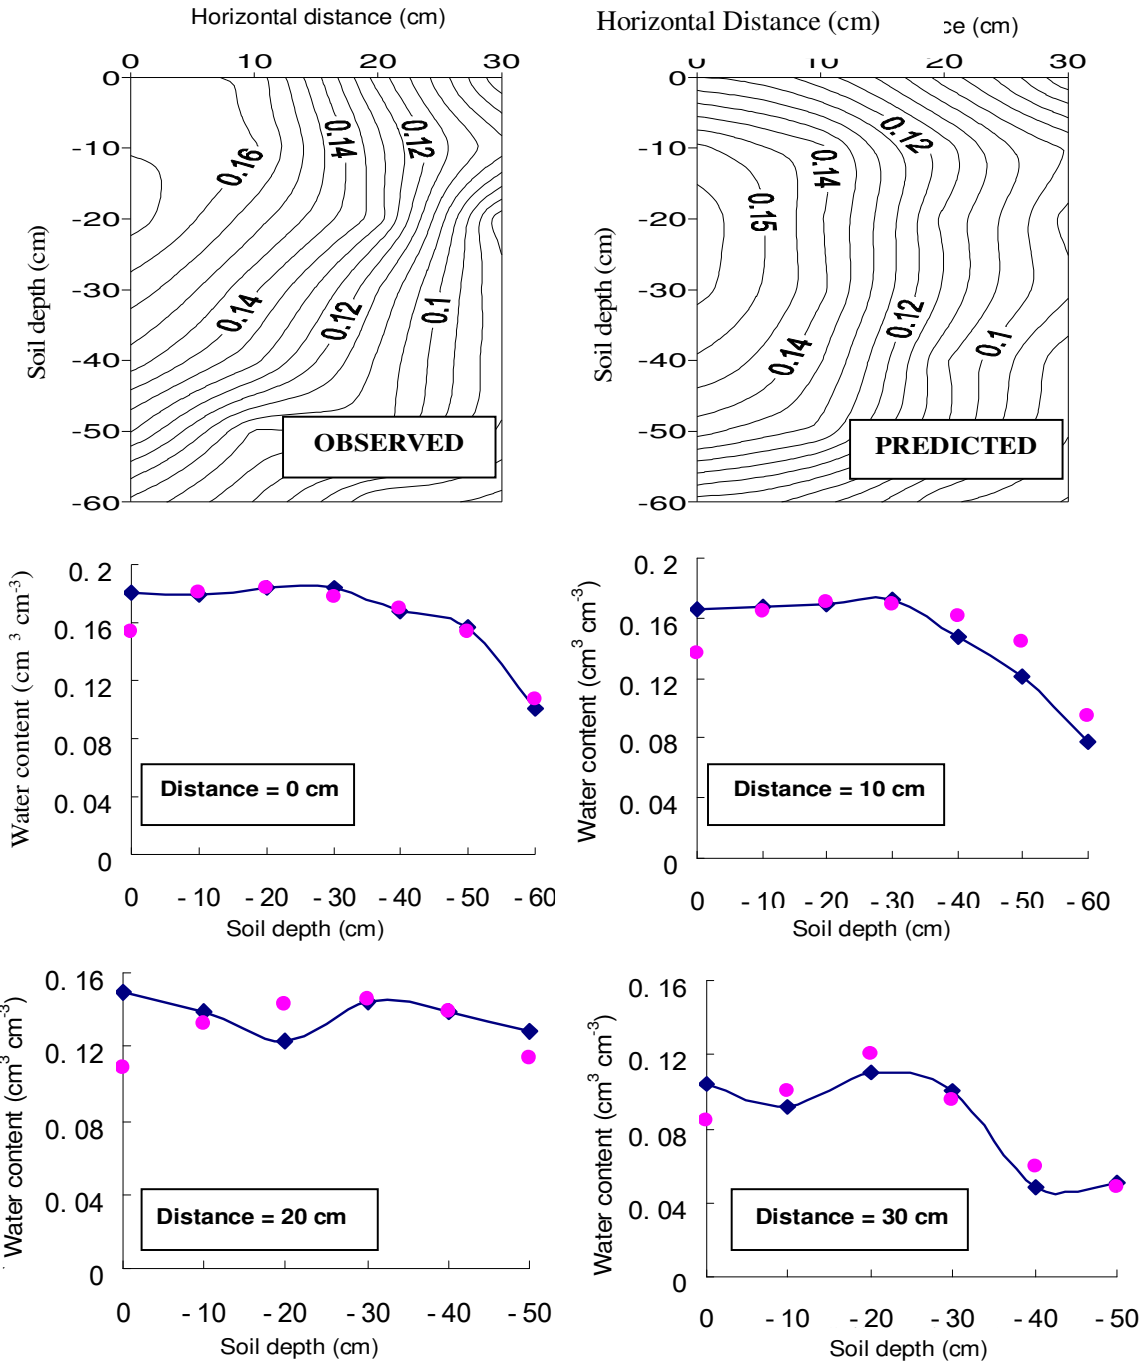 Horizontal distance (cm)
0 10 20 30
0
-10
-20
-30
-40
-50
-60
Soil depth (cm)
0.16
0.14
0.12
0.14
0.12
0.1
OBSERVED
Horizontal Distance (cm)
ce (cm)
0 10 20 30
0
-10
-20
-30
-40
-50
-60
Soil depth (cm)
0.12
0.14
0.15
0.12
0.14
0.1
PREDICTED
0. 2
0. 16
0. 12
0. 08
0. 04
0
Water content (cm 3 cm-3)
Distance = 0 cm
0 - 10 - 20 - 30 - 40 - 50 - 60
Soil depth (cm)
0. 2
0. 16
0. 12
0. 08
0. 04
0
Water content (cm3 cm-3)
Distance = 10 cm
0 - 10 - 20 - 30 - 40 - 50 - 60
Soil depth (cm)
0. 16
0. 12
0. 08
0. 04
0
Water content (cm3 cm-3)
Distance = 20 cm
0 - 10 - 20 - 30 - 40 - 50
Soil depth (cm)
0. 16
0. 12
0. 08
0. 04
0
Water content (cm3 cm-3)
Distance = 30 cm
0 - 10 - 20 - 30 - 40 - 50
Soil depth (cm)